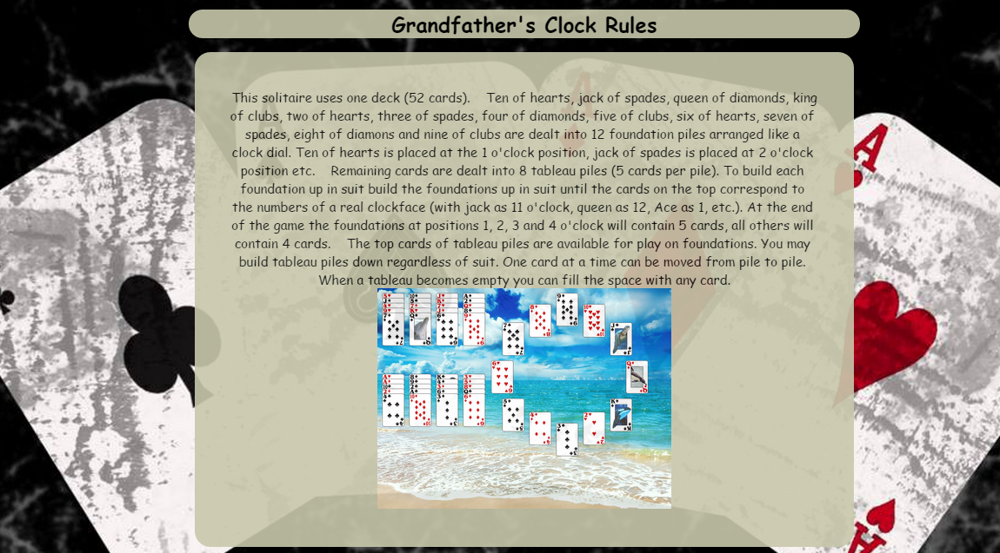 Grandfather's Clock Rules
This solitaire uses one deck (52 cards). Ten of hearts, jack of spades, queen of diamonds, king
of clubs, two of hearts, three of spades, four of diamonds, five of clubs, six of hearts, seven of
spades, eight of diamons and nine of clubs are dealt into 12 foundation piles arranged like a
clock dial. Ten of hearts is placed at the 1 o'clock position, jack of spades is placed at 2 o'clock
position etc. Remaining cards are dealt into 8 tableau piles (5 cards per pile). To build each
foundation up in suit build the foundations up in suit until the cards on the top correspond to
the numbers of a real clockface (with jack as 11 o'clock, queen as 12, Ace as 1, etc.). At the end
of the game the foundations at positions 1, 2, 3 and 4 o'clock will contain 5 cards, all others will
contain 4 cards. The top cards of tableau piles are available for play on foundations. You may
build tableau piles down regardless of suit. One card at a time can be moved from pile to pile.
When a tableau becomes empty you can fill the space with any card.
A